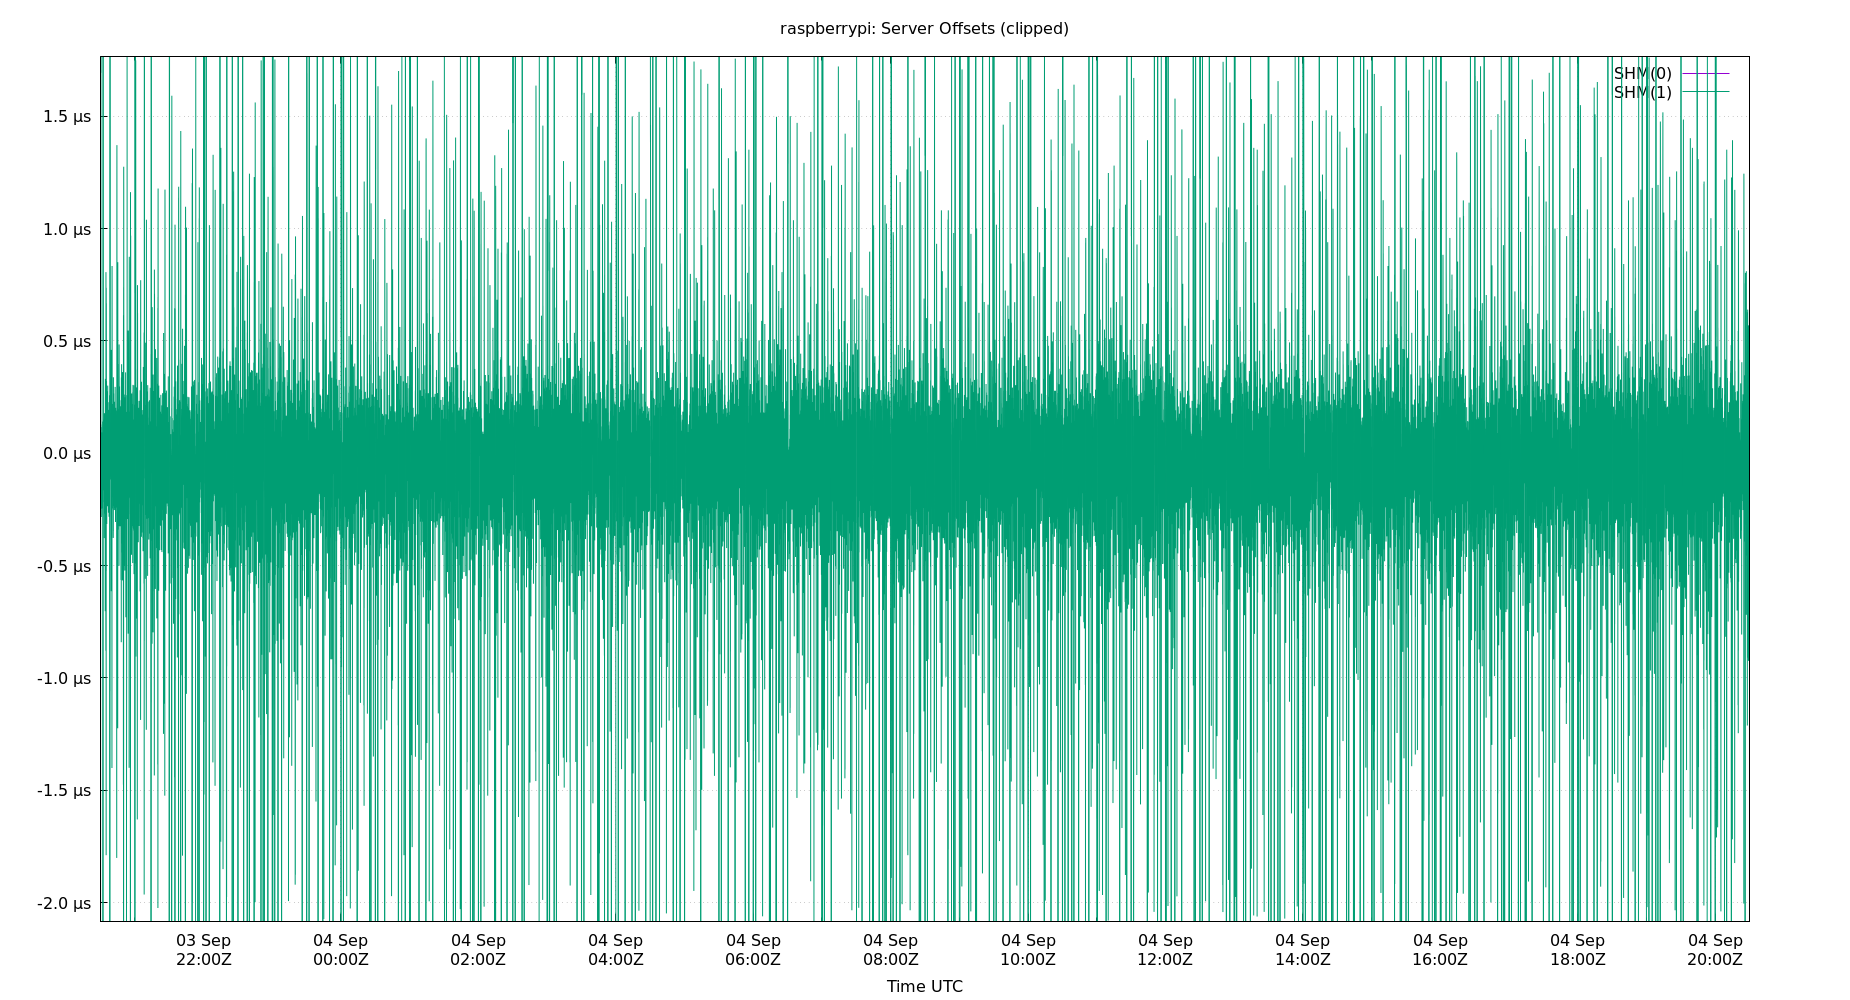 raspberrypi: Server Offsets (clipped)
SHM(0)
SHM(1)
1.5 µs
1.0 µs
0.5 µs
0.0 µs
-0.5 µs
-1.0 µs
-1.5 µs
-2.0 µs
03 Sep 04 Sep 04 Sep 04 Sep 04 Sep 04 Sep 04 Sep 04 Sep 04 Sep 04 Sep 04 Sep 04 Sep
22:00Z 00:00Z 02:00Z 04:00Z 06:00Z 08:00Z 10:00Z 12:00Z 14:00Z 16:00Z 18:00Z 20:00Z
Time UTC